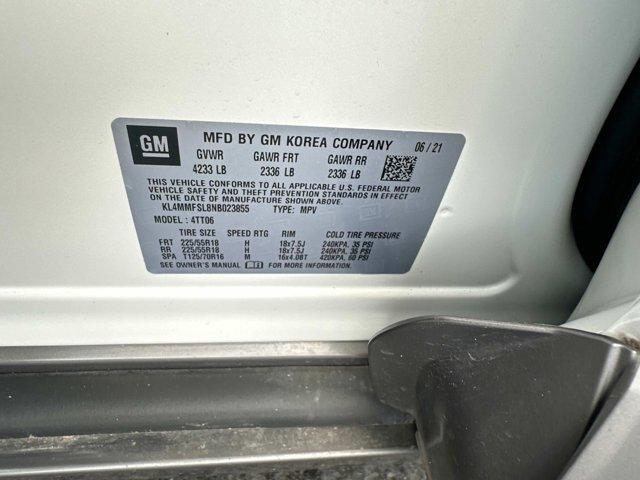 GM MFD BY GM KOREA COMPANY 06 / 21
GVWR GAWR FRT GAWR RR
4233 LB 2336 LB 2336 LB
THIS VEHICLE CONFORMS TO ALL APPLICABLE U.S. FEDERAL MOTOR
VEHICLE SAFETY AND THEFT PREVENTION STANDARDS IN EFFECT
ON THE DATE OF MANUFACTURE SHOWN ABOVE.
KL4MMFSL8NB023855 TYPE: MPV
MODEL : 4TT06
TIRE SIZE SPEED RTG RIM COLD TIRE PRESSURE
FRT 225/55R18 H 18x7.5J 240KPA, 35 PSI
RR 225/55R18 H 18x7.5J 240KPA, 35 PSI
SPA T125/70R16 M 16x4.0BT 420KPA, 60 PSI
SEE OWNER'S MANUAL FOR MORE INFORMATION.